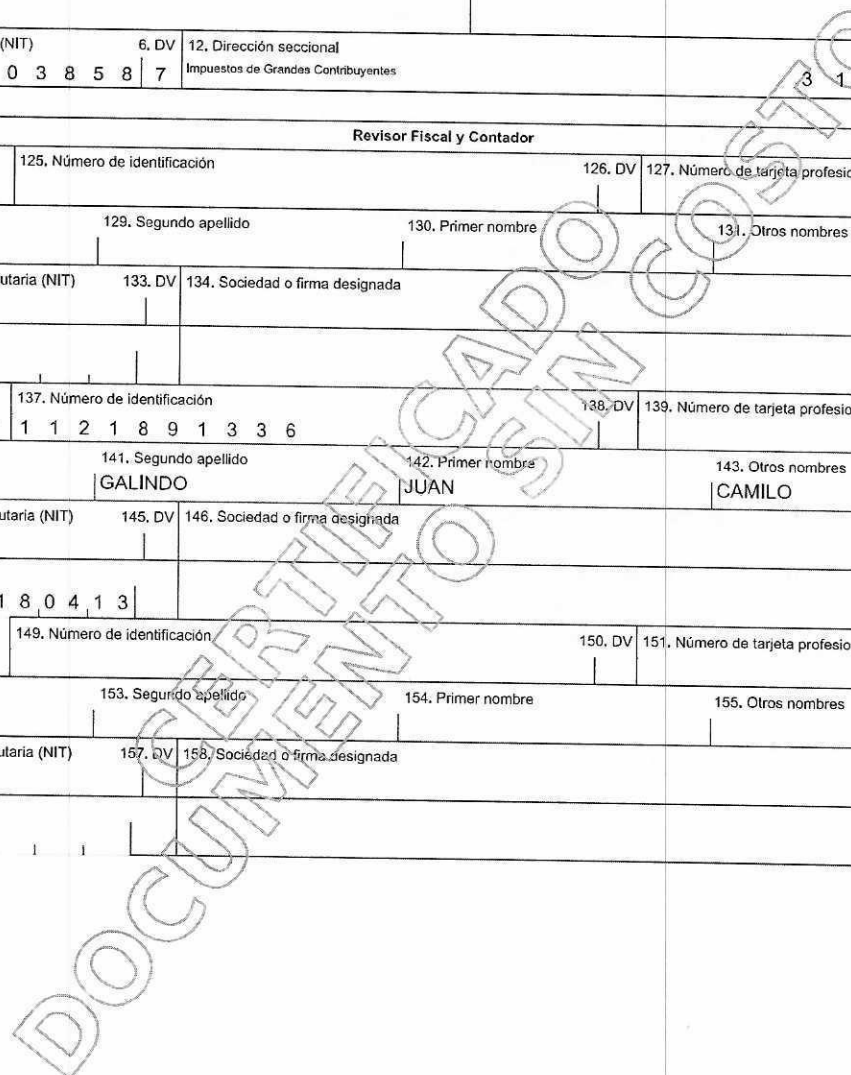 (NIT) 6. DV 12. Dirección seccional
0 3 8 5 8 7 Impuestos de Grandes Contribuyentes 3 1
Revisor Fiscal y Contador
125. Número de identificación 126. DV 127. Número de tarjeta profesio
129. Segundo apellido 130. Primer nombre 131. Otros nombres
utaria (NIT) 133. DV 134. Sociedad o firma designada
137. Número de identificación 138. DV 139. Número de tarjeta profesio
1 1 2 1 8 9 1 3 3 6
141. Segundo apellido 142. Primer nombre 143. Otros nombres
GALINDO JUAN CAMILO
utaria (NIT) 145. DV 146. Sociedad o firma designada
1 8 0 4 1 3
149. Número de identificación 150. DV 151. Número de tarjeta profesio
153. Segundo apellido 154. Primer nombre 155. Otros nombres
utaria (NIT) 157. DV 158. Sociedad o firma designada
CERTIFICADO
DOCUMENTO SIN COSTO